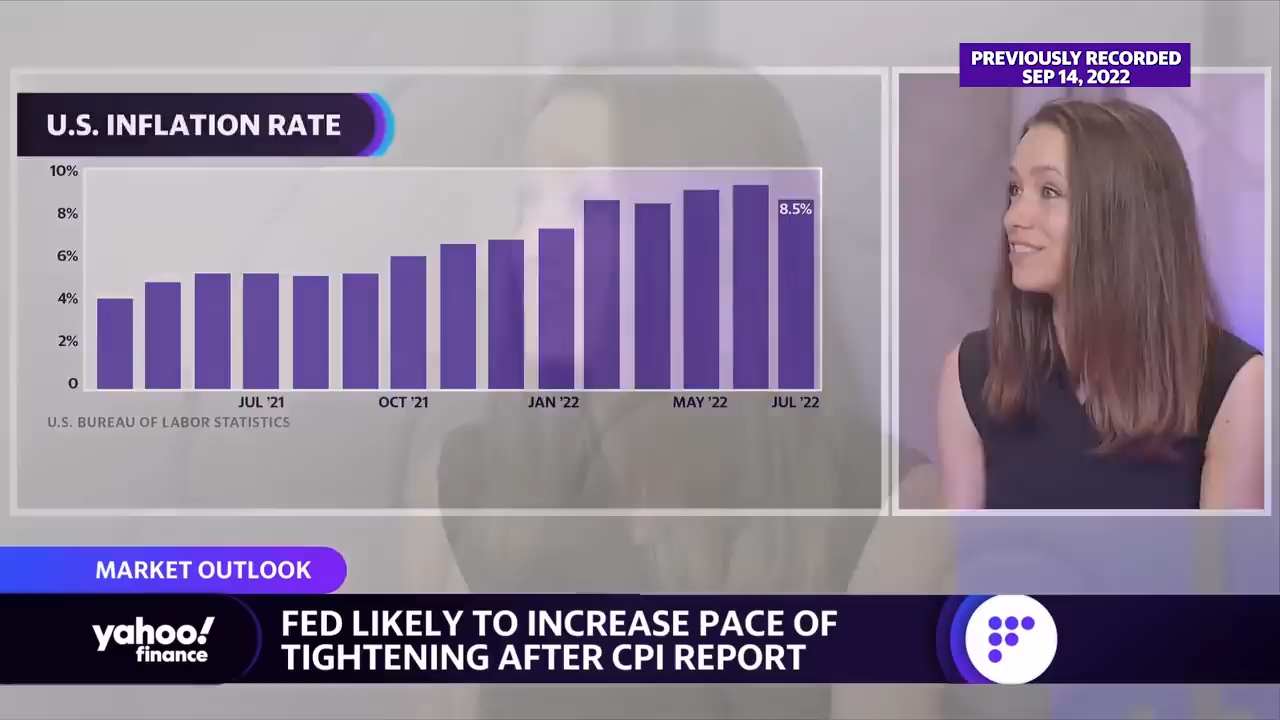 PREVIOUSLY RECORDED
SEP 14, 2022
U.S. INFLATION RATE
10%
8%
6%
4%
2%
0
8.5%
JUL '21
OCT '21
JAN '22
MAY '22
JUL '22
U.S. BUREAU OF LABOR STATISTICS
MARKET OUTLOOK
yahoo!
finance
FED LIKELY TO INCREASE PACE OF
TIGHTENING AFTER CPI REPORT